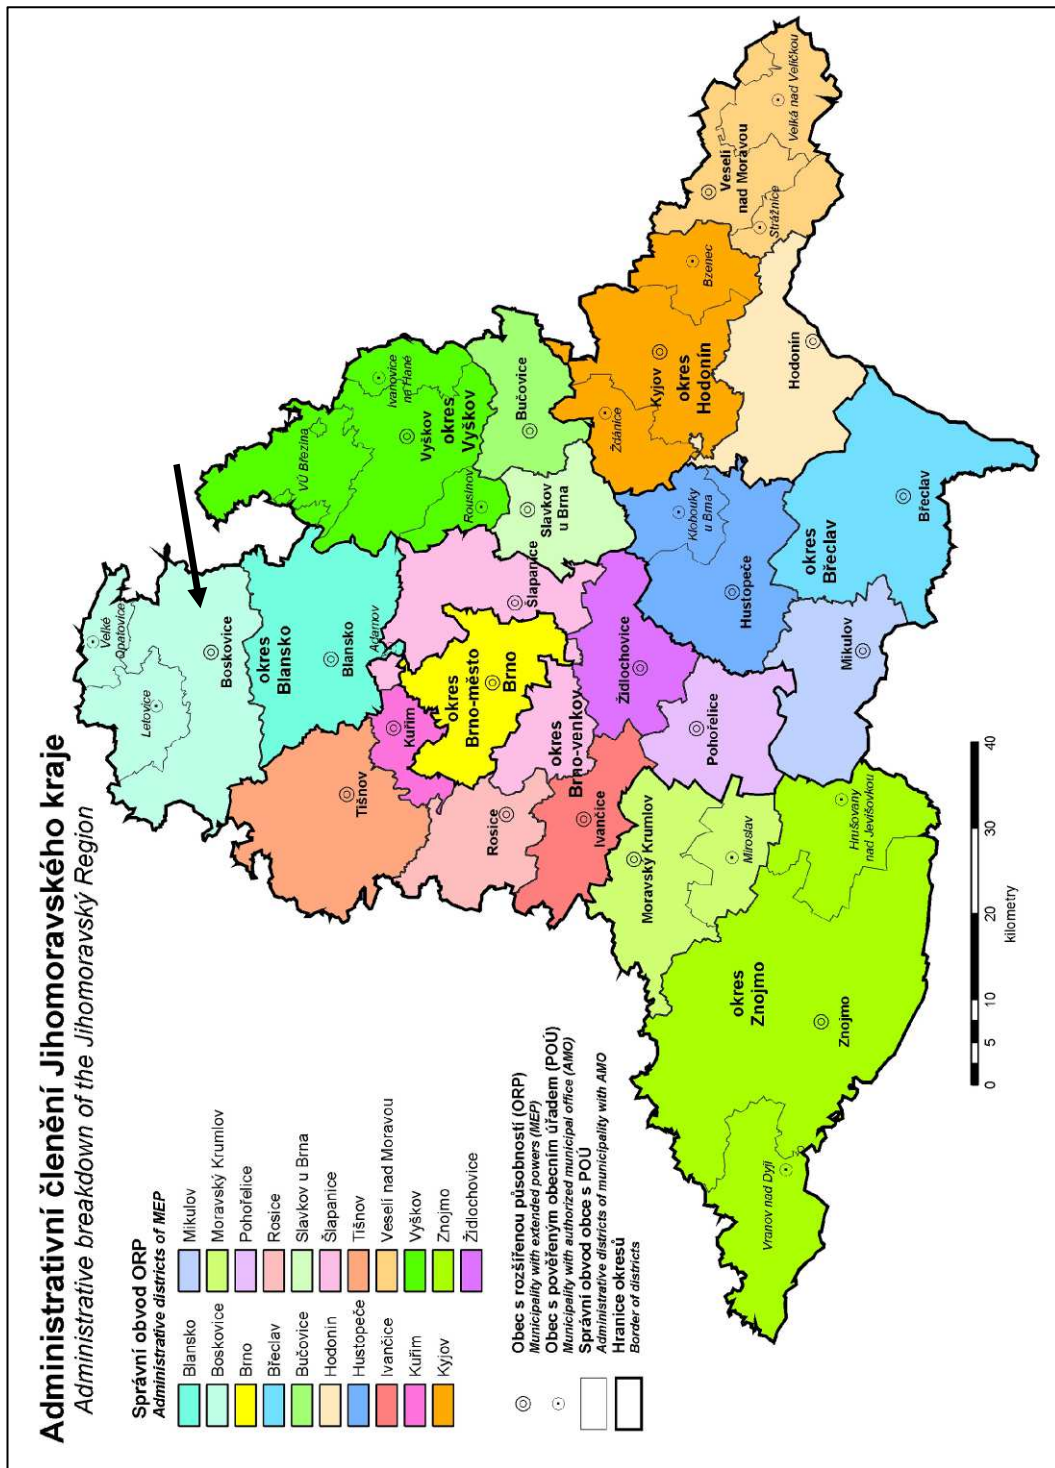 Administrativní členění Jihomoravského kraje
Administrative breakdown of the Jihomoravský Region
Správní obvod ORP
Administrative districts of MEP
Blansko
Boskovice
Brno
Břeclav
Bučovice
Hodonín
Hustopeče
Ivančice
Kuřim
Kyjov
Mikulov
Moravský Krumlov
Pohořelice
Rosice
Slavkov u Brna
Šlapanice
Tišnov
Veselí nad Moravou
Vyškov
Znojmo
Židlochovice
Obec s rozšířenou působností (ORP)
Municipality with extended powers (MEP)
Obec s pověřeným obecním úřadem (POÚ)
Municipality with authorized municipal office (AMO)
Správní obvod obce s POÚ
Administrative districts of municipality with AMO
Hranice okresů
Border of districts
Velké
Opatovice
Letovice
Boskovice
okres
Blansko
Blansko
Adamov
VÚ Březina
Ivanovice
na Hané
Vyškov
okres
Vyškov
Rousínov
Bučovice
Slavkov
u Brna
Tišnov
Kuřim
okres
Brno-město
Brno
Šlapanice
Rosice
okres
Brno-venkov
Ivančice
Židlochovice
Ždánice
Kyjov
okres
Hodonín
Bzenec
Veselí
nad Moravou
Velká nad Veličkou
Strážnice
Hodonín
Klobouky
u Brna
Hustopeče
okres
Břeclav
Břeclav
Mikulov
Pohořelice
Moravský Krumlov
Miroslav
Hrušovany
nad Jevišovkou
okres
Znojmo
Znojmo
Vranov nad Dyjí
0
5
10
20
30
40
kilometry